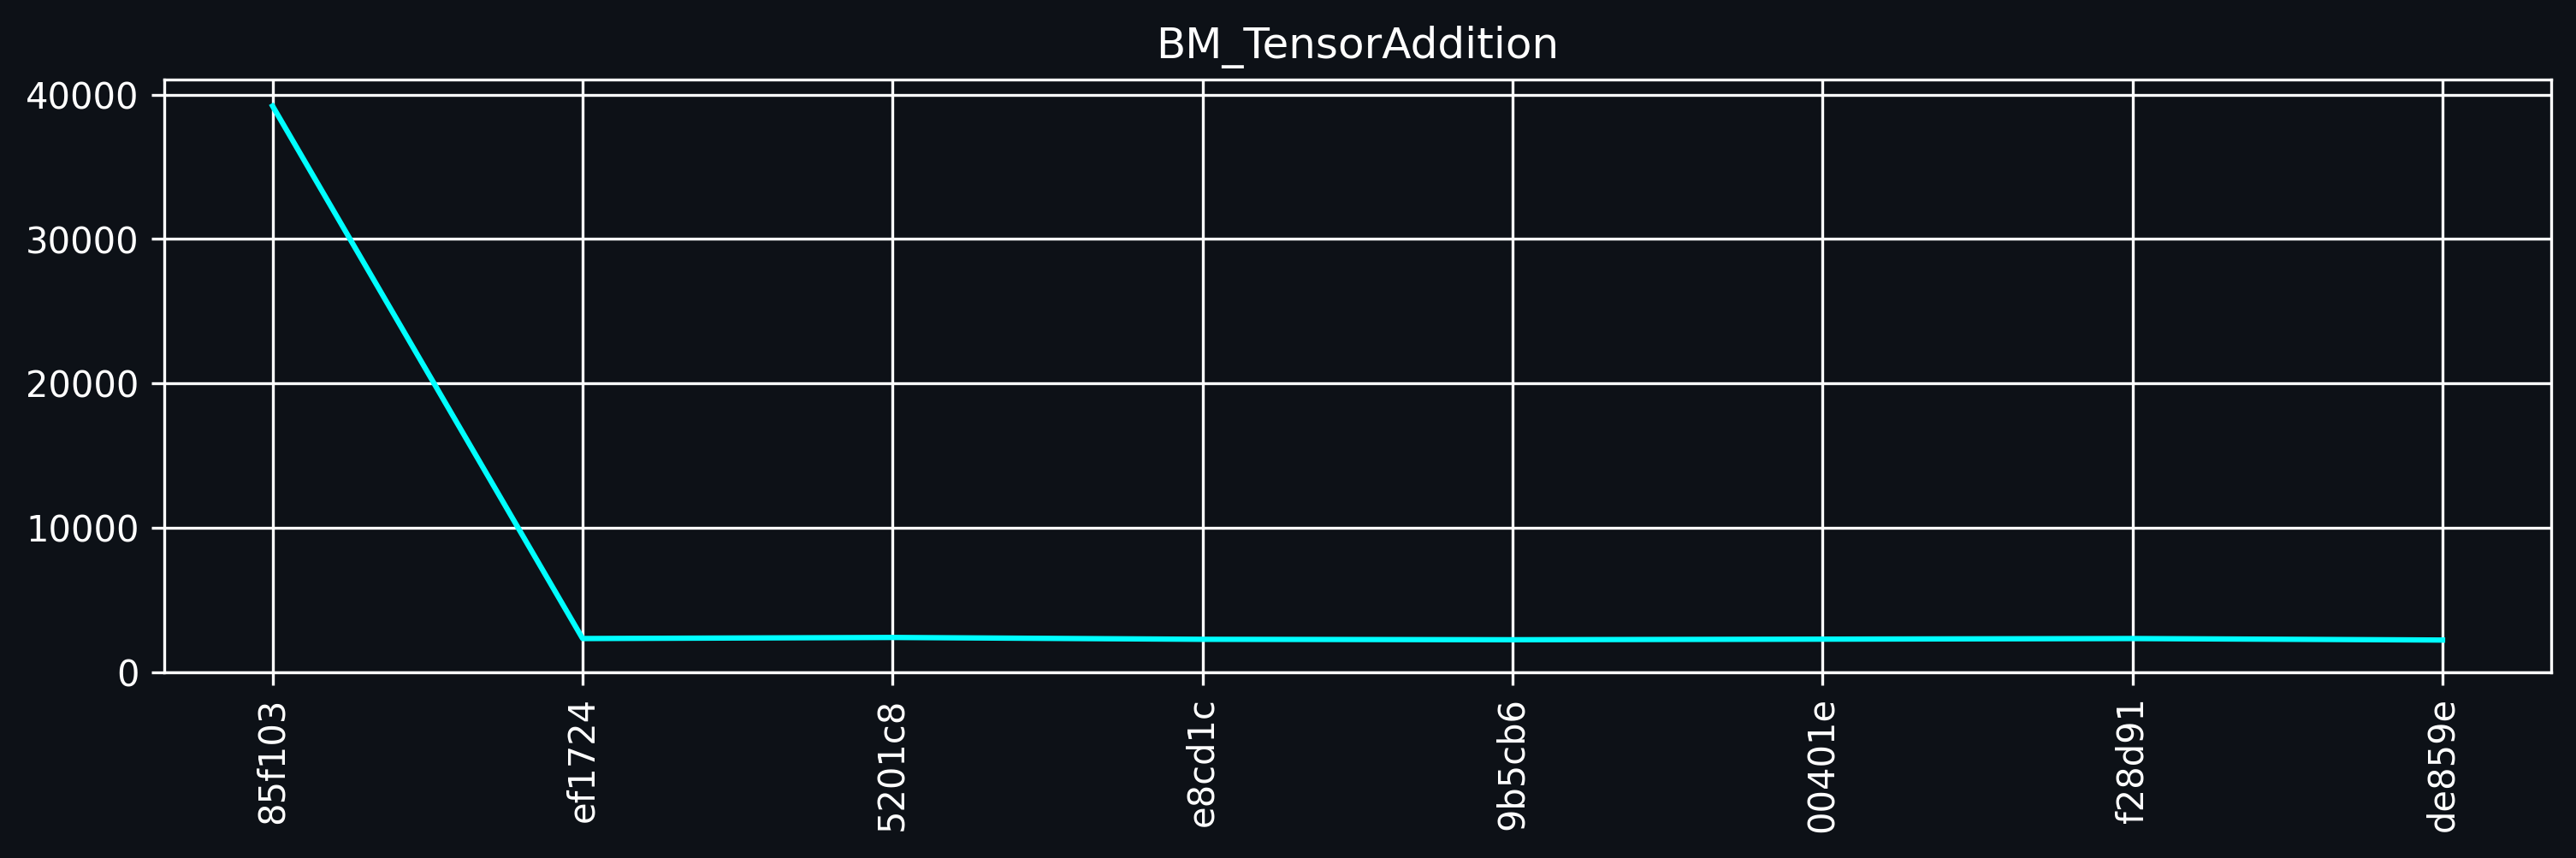 BM_TensorAddition
40000
30000
20000
10000
0
85f103
ef1724
5201c8
e8cd1c
9b5cb6
00401e
f28d91
de859e